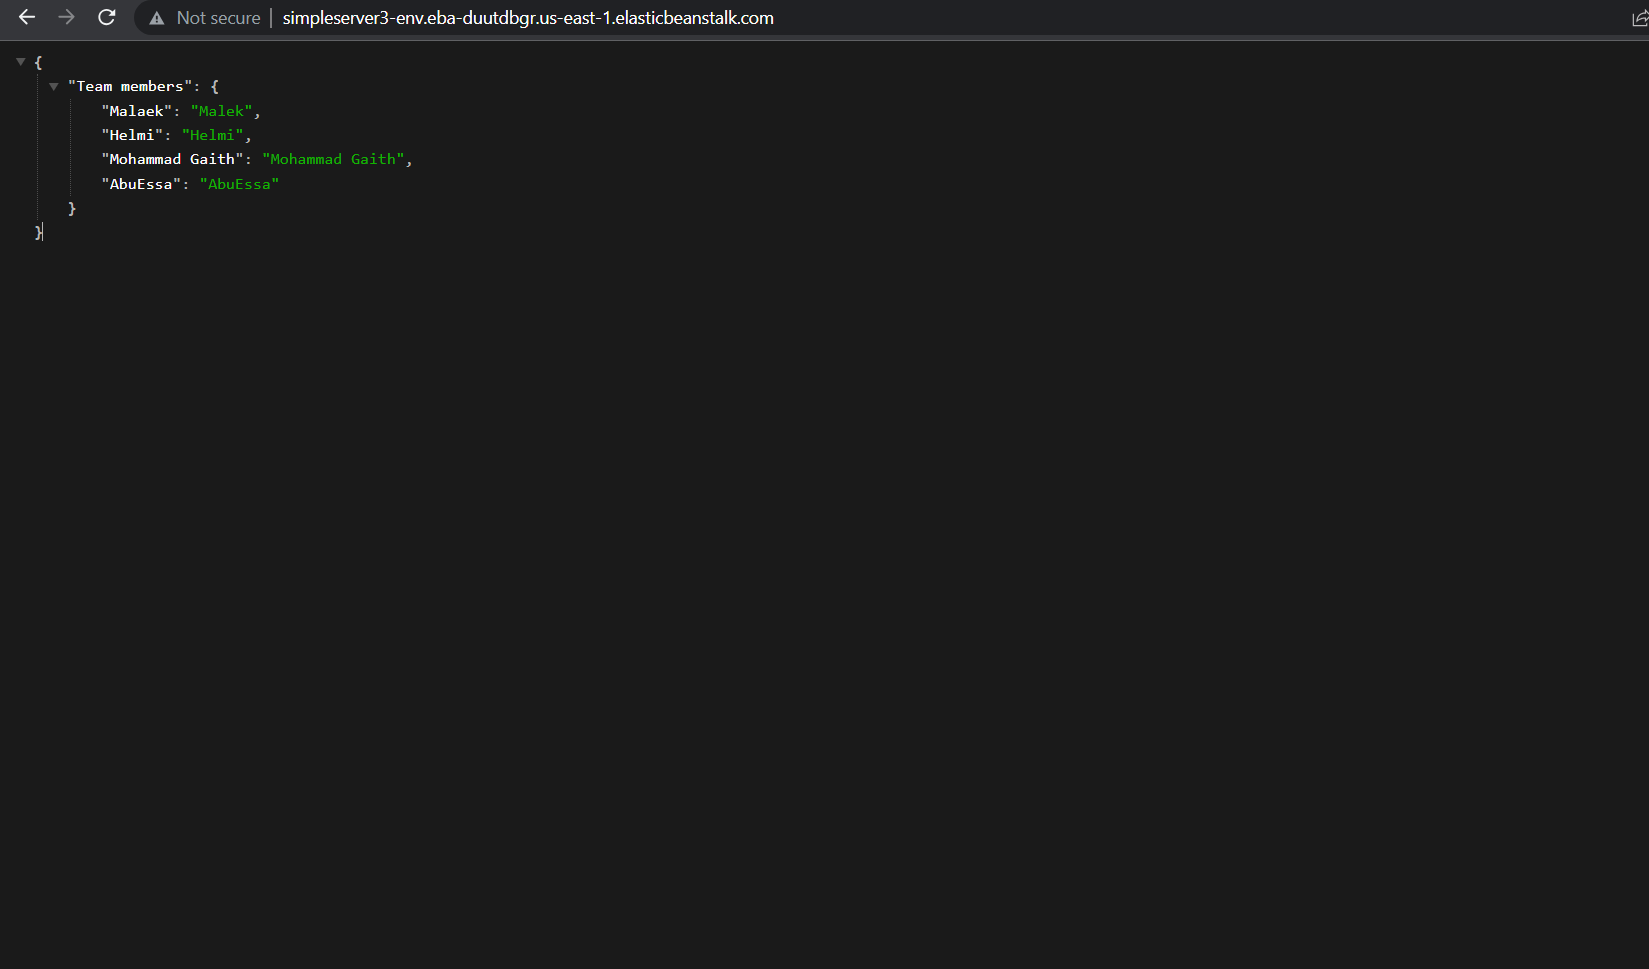 Not secure | simpleserver3-env.eba-duutdbgr.us-east-1.elasticbeanstalk.com
{
"Team members": {
"Malaek": "Malek",
"Helmi": "Helmi",
"Mohammad Gaith": "Mohammad Gaith",
"AbuEssa": "AbuEssa"
}
}